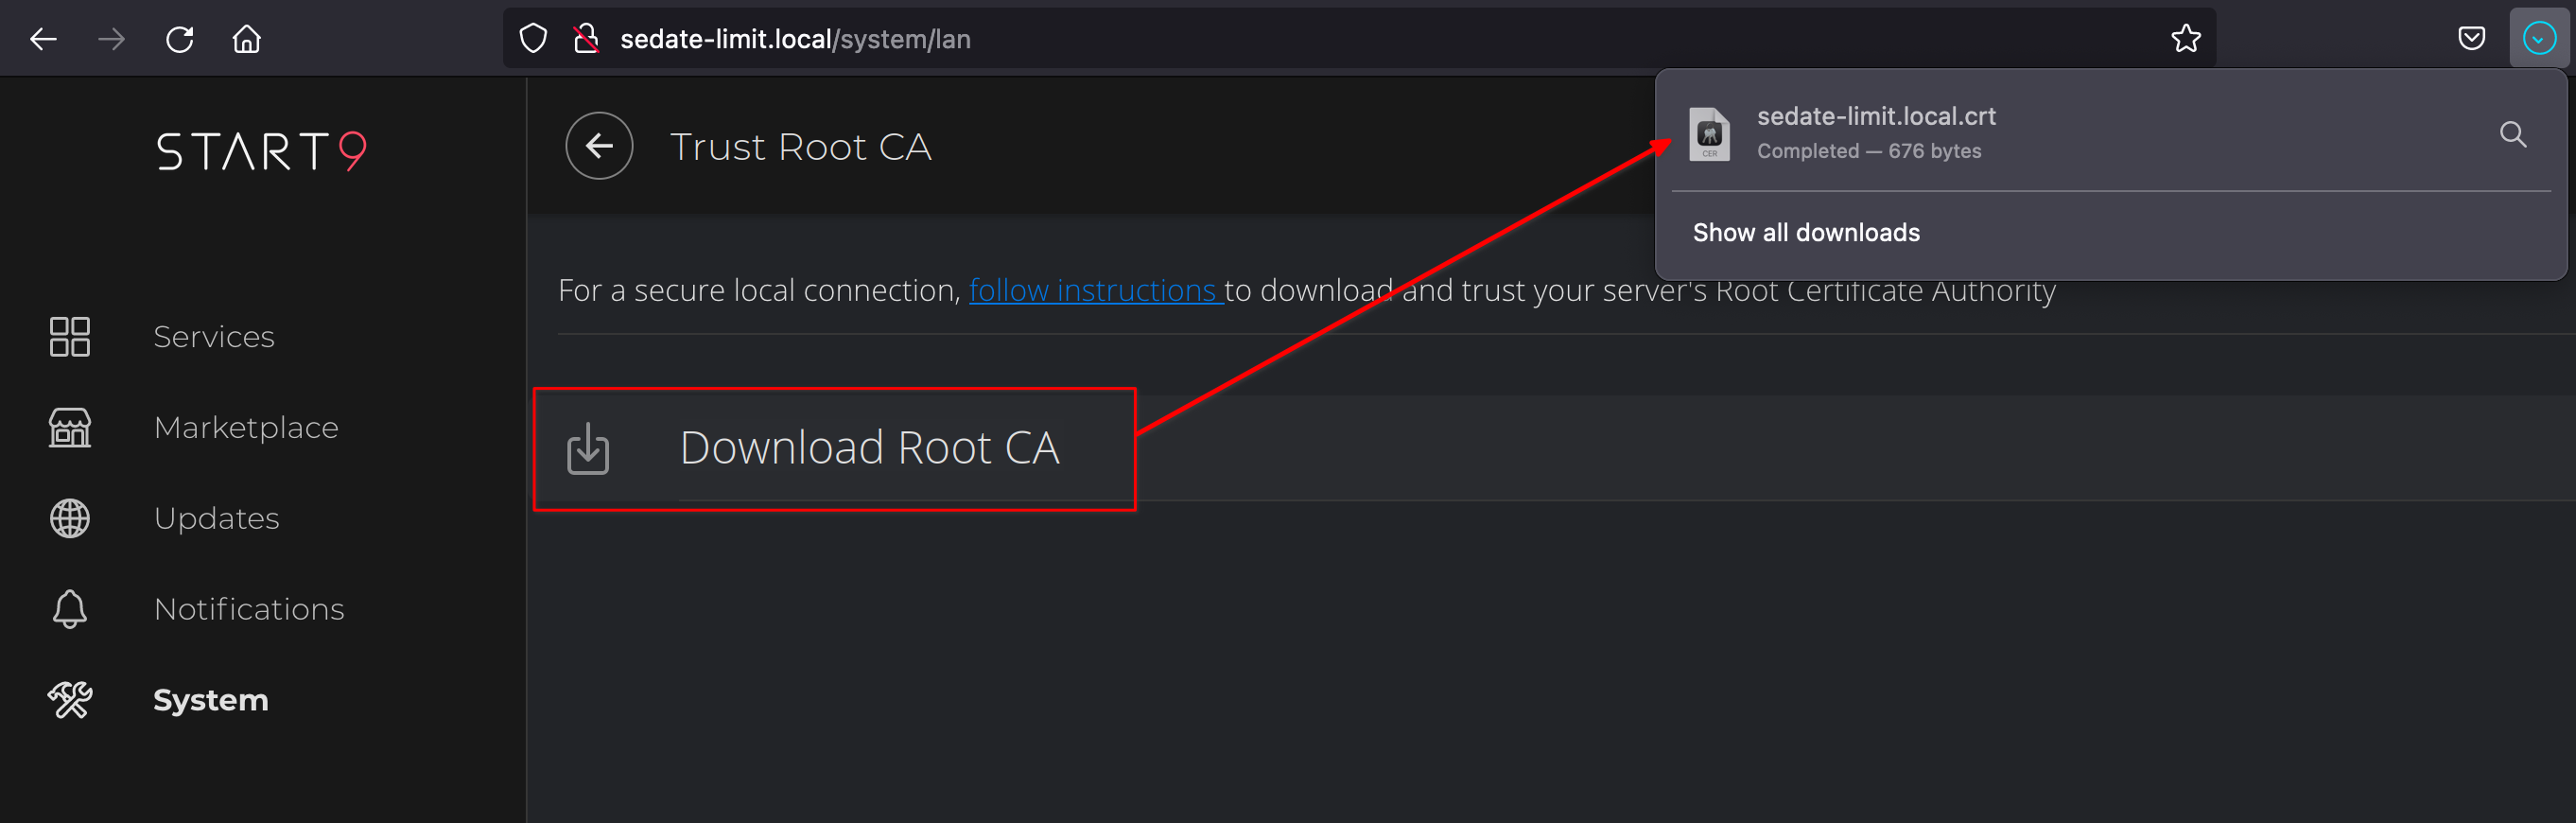 sedate-limit.local/system/lan
START9
Trust Root CA
sedate-limit.local.crt
CER
Completed — 676 bytes
Show all downloads
For a secure local connection, follow instructions to download and trust your server's Root Certificate Authority
Services
Marketplace
Download Root CA
Updates
Notifications
System